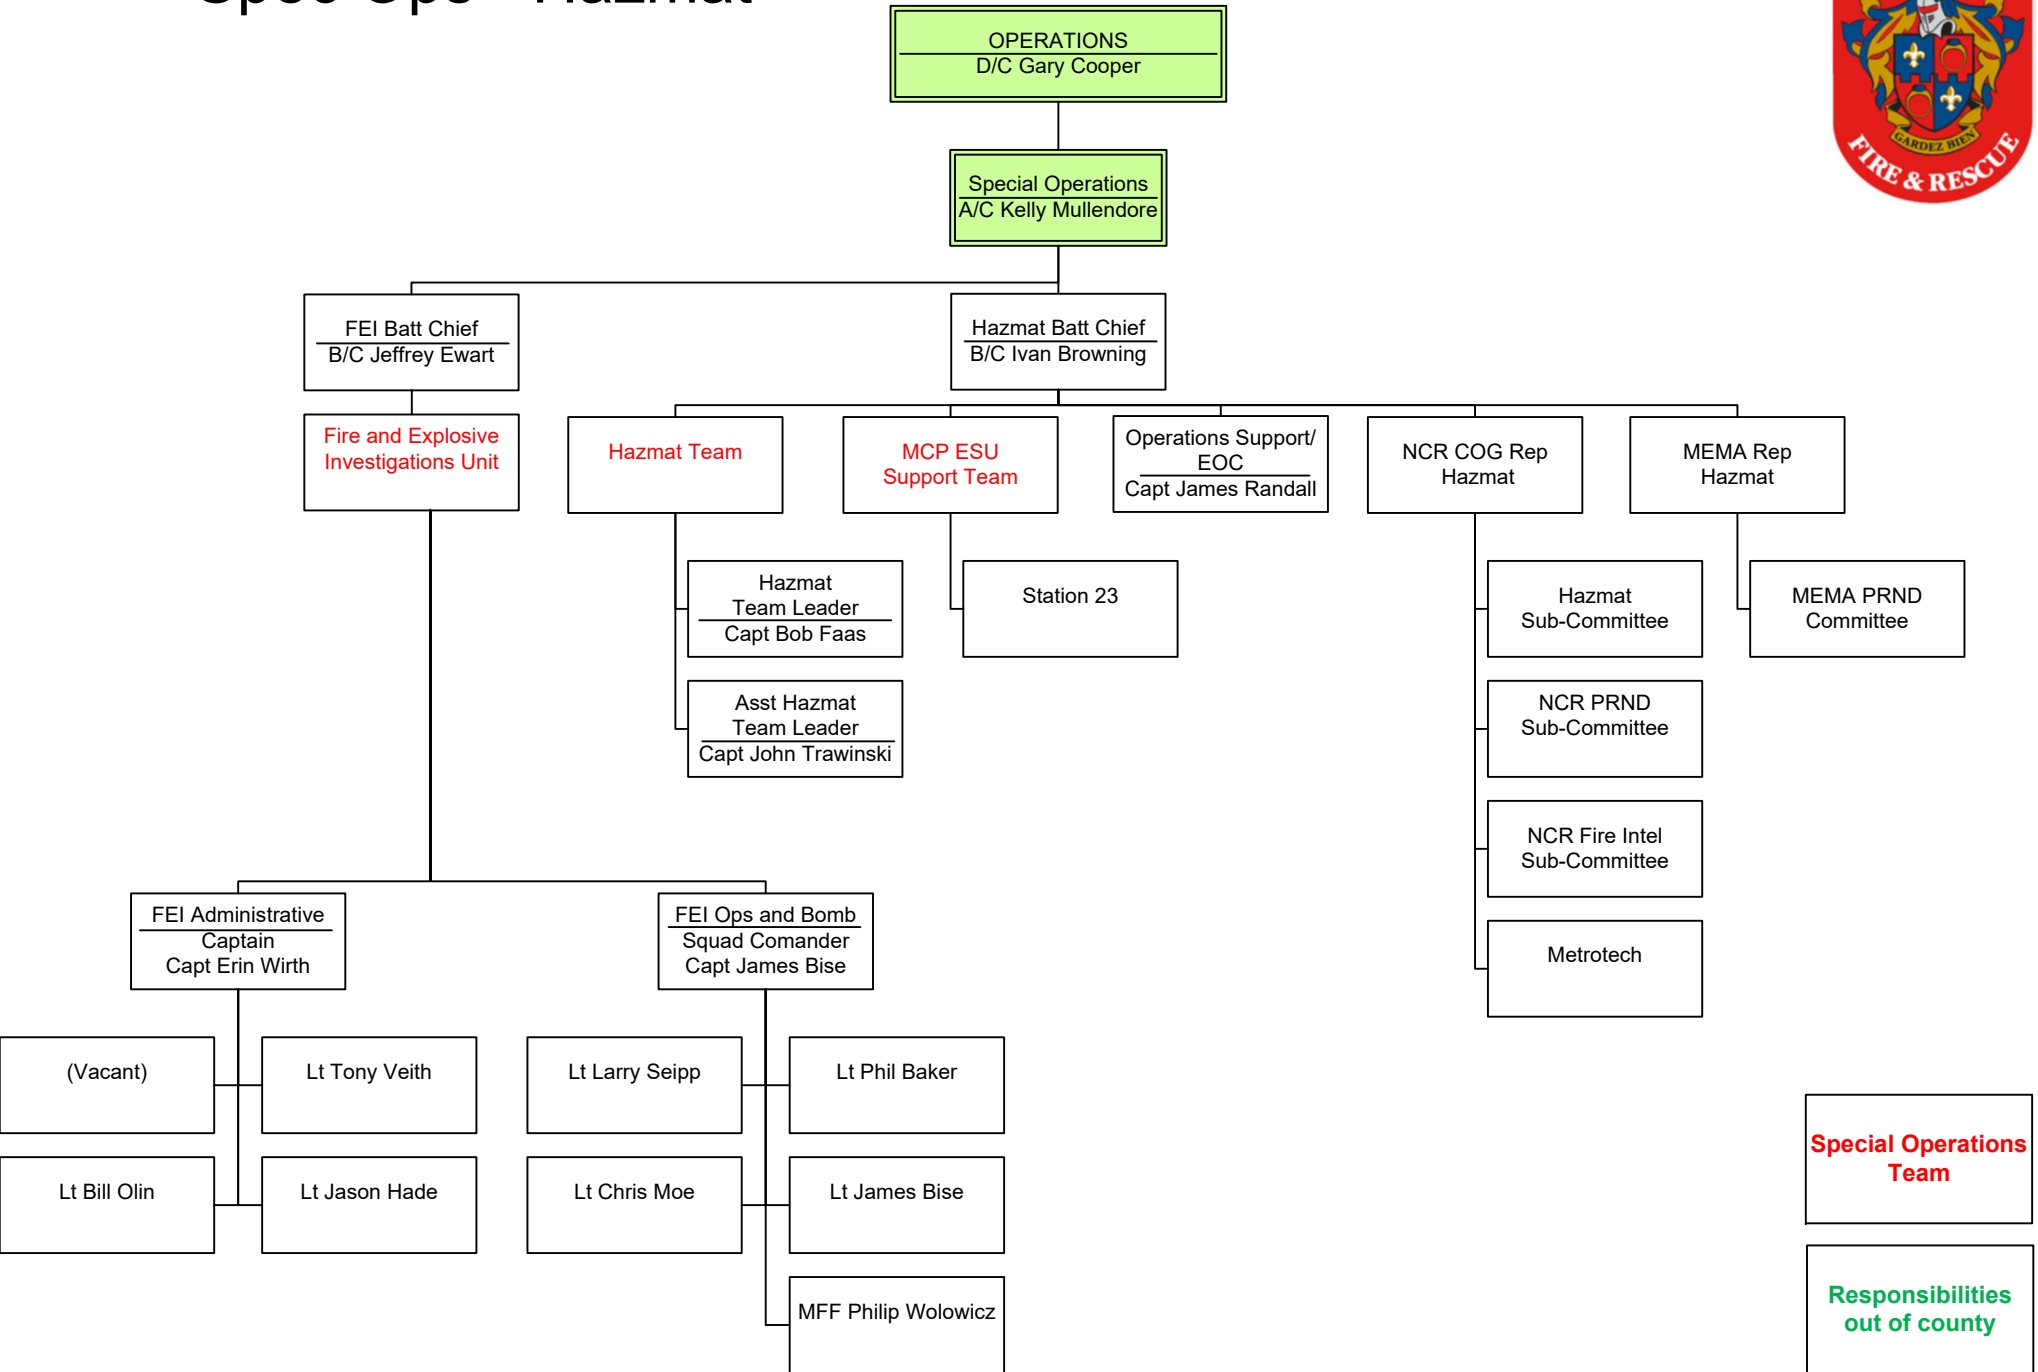 Spec Ops - Hazmat
OPERATIONS
D/C Gary Cooper
GARDEZ BIEN
FIRE & RESCUE
Special Operations
A/C Kelly Mullendore
FEI Batt Chief
B/C Jeffrey Ewart
Hazmat Batt Chief
B/C Ivan Browning
Fire and Explosive
Investigations Unit
Hazmat Team
MCP ESU
Support Team
Operations Support/
EOC
Capt James Randall
NCR COG Rep
Hazmat
MEMA Rep
Hazmat
Hazmat
Team Leader
Capt Bob Faas
Station 23
Hazmat
Sub-Committee
MEMA PRND
Committee
Asst Hazmat
Team Leader
Capt John Trawinski
NCR PRND
Sub-Committee
NCR Fire Intel
Sub-Committee
Metrotech
FEI Administrative
Captain
Capt Erin Wirth
FEI Ops and Bomb
Squad Comander
Capt James Bise
(Vacant)
Lt Tony Veith
Lt Larry Seipp
Lt Phil Baker
Lt Bill Olin
Lt Jason Hade
Lt Chris Moe
Lt James Bise
MFF Philip Wolowicz
Special Operations
Team
Responsibilities
out of county